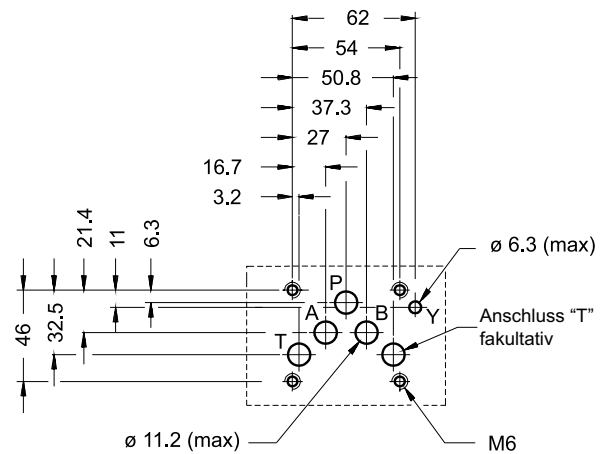 62
54
50.8
37.3
27
16.7
3.2
21.4
11
6.3
46
32.5
ø 6.3 (max)
P
Y
A
B
T
Anschluss “T”
fakultativ
ø 11.2 (max)
M6